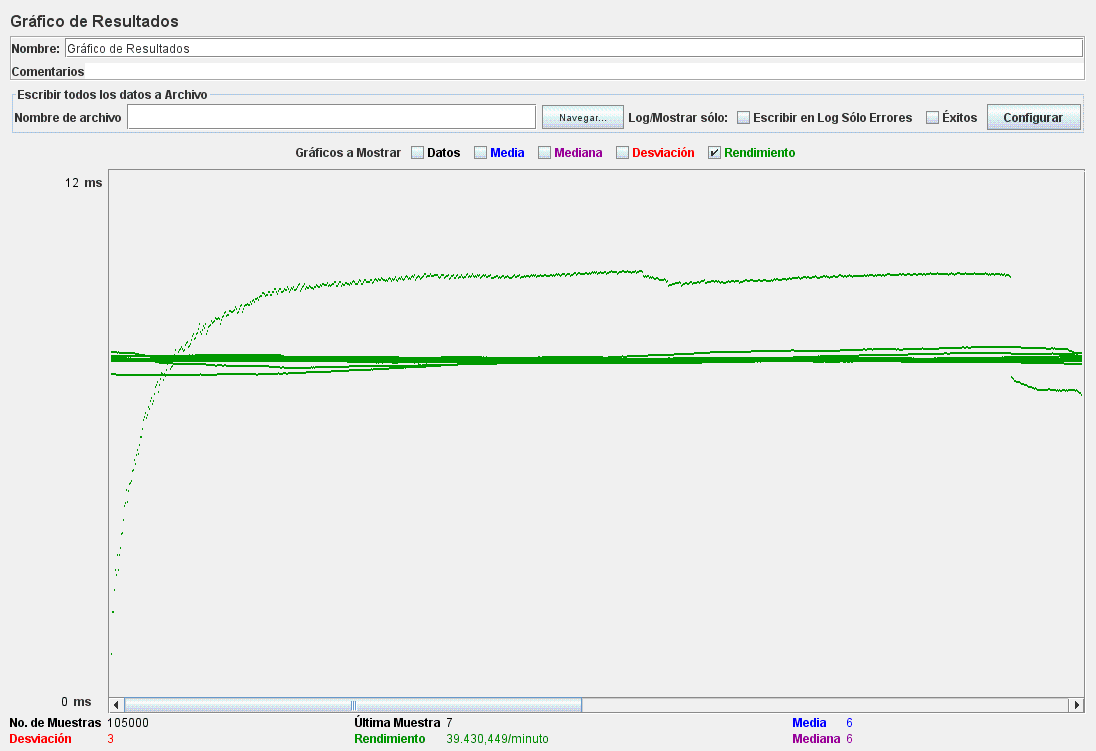 Gráfico de Resultados
Nombre: Gráfico de Resultados
Comentarios
Escribir todos los datos a Archivo
Nombre de archivo Navegar... Log/Mostrar sólo: Escribir en Log Sólo Errores Éxitos Configurar
Gráficos a Mostrar Datos Media Mediana Desviación Rendimiento
12 ms
0 ms
No. de Muestras 105000 Última Muestra 7 Media 6
Desviación 3 Rendimiento 39.430,449/minuto Mediana 6